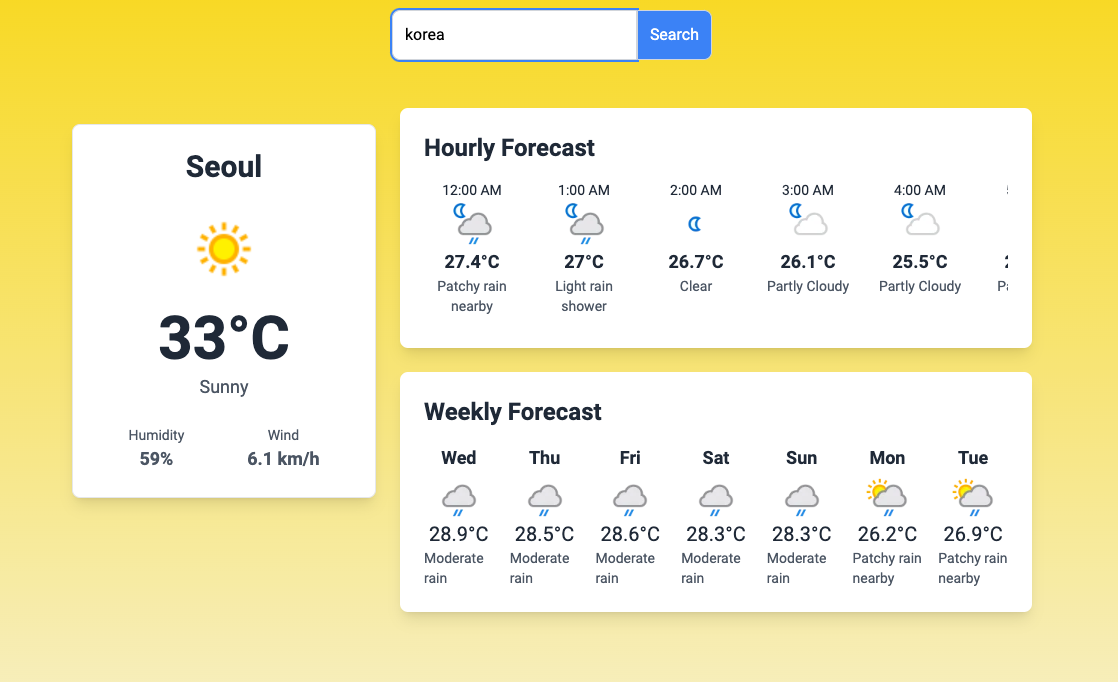 korea
Search
Seoul
33°C
Sunny
Humidity Wind
59% 6.1 km/h
Hourly Forecast
12:00 AM 1:00 AM 2:00 AM 3:00 AM 4:00 AM
27.4°C 27°C 26.7°C 26.1°C 25.5°C
Patchy rain Light rain Clear Partly Cloudy Partly Cloudy
nearby shower
Weekly Forecast
Wed Thu Fri Sat Sun Mon Tue
28.9°C 28.5°C 28.6°C 28.3°C 28.3°C 26.2°C 26.9°C
Moderate Moderate Moderate Moderate Moderate Patchy rain Patchy rain
rain rain rain rain rain nearby nearby